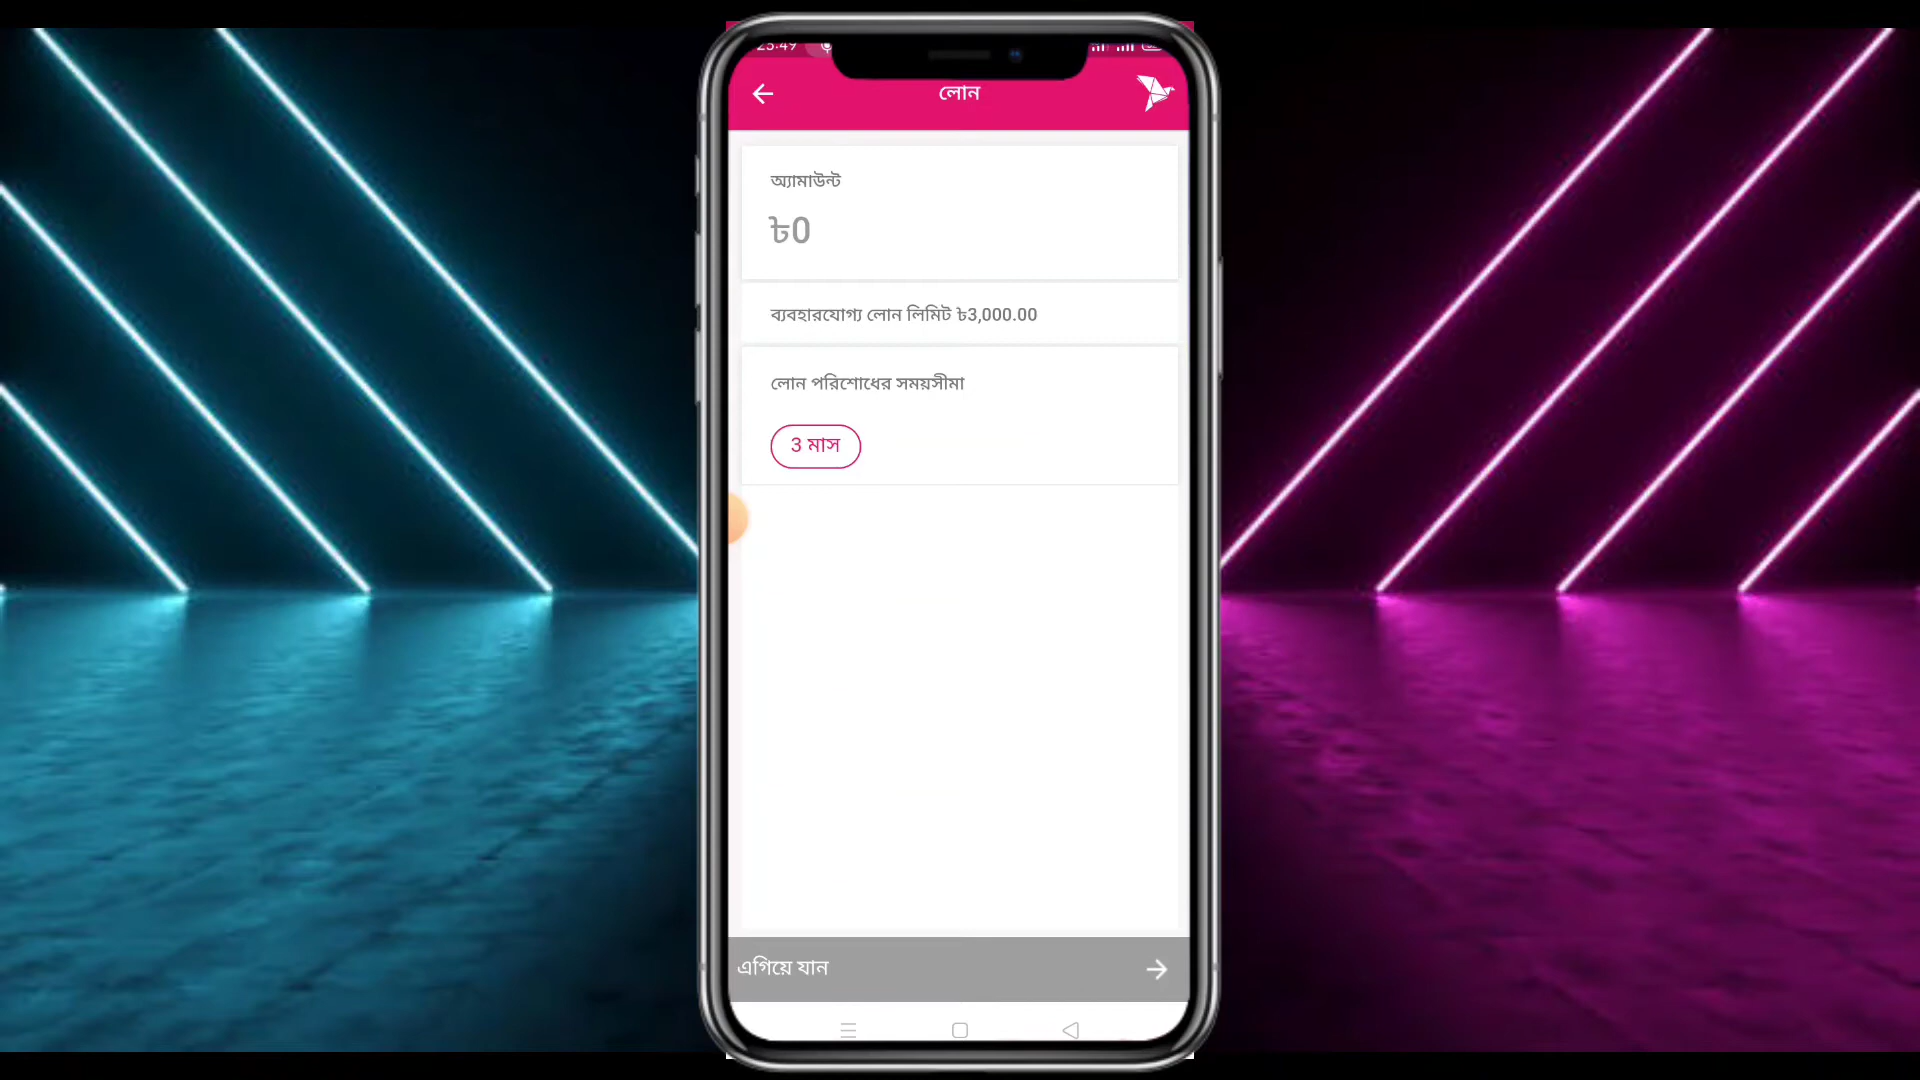 লোন
অ্যামাউন্ট
৳0
ব্যবহারযোগ্য লোন লিমিট ৳3,000.00
লোন পরিশোধের সময়সীমা
3 মাস
এগিয়ে যান